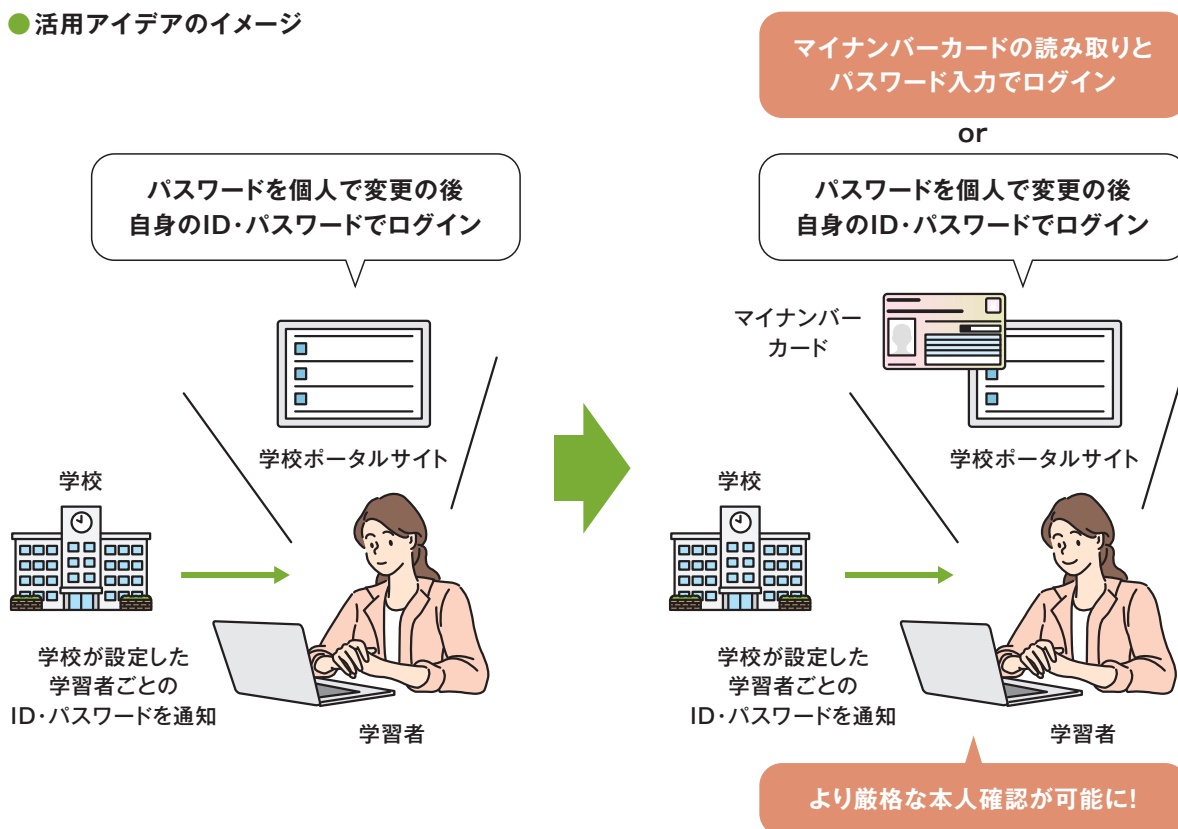 ●活用アイデアのイメージ
パスワードを個人で変更の後
自身のID・パスワードでログイン
学校ポータルサイト
学校
学校が設定した
学習者ごとの
ID・パスワードを通知
学習者
マイナンバーカードの読み取りと
パスワード入力でログイン
or
パスワードを個人で変更の後
自身のID・パスワードでログイン
マイナンバー
カード
学校ポータルサイト
学校
学校が設定した
学習者ごとの
ID・パスワードを通知
学習者
より厳格な本人確認が可能に!